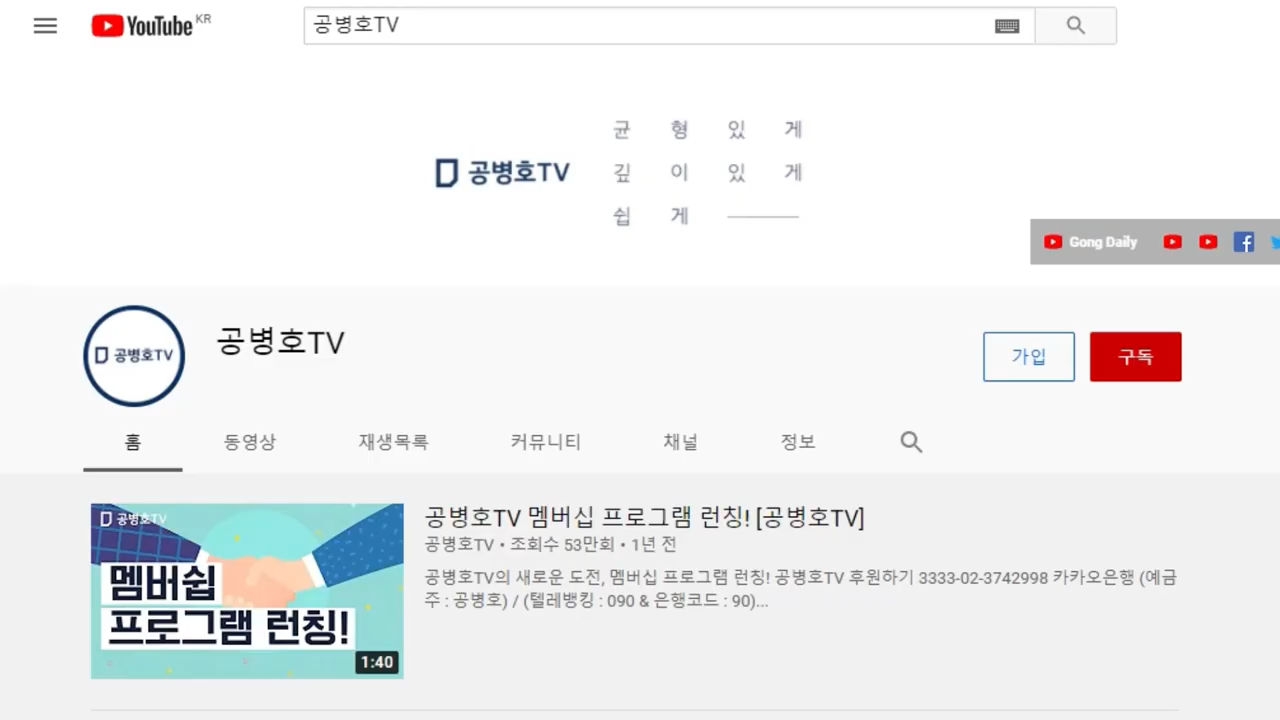 YouTube KR
공병호TV
균 형 있 게
공병호TV
깊 이 있 게
쉽 게
Gong Daily
공병호TV
공병호TV
가입
구독
홈
동영상
재생목록
커뮤니티
채널
정보
공병호TV
멤버쉽
프로그램 런칭!
1:40
공병호TV 멤버십 프로그램 런칭! [공병호TV]
공병호TV • 조회수 53만회 • 1년 전
공병호TV의 새로운 도전, 멤버십 프로그램 런칭! 공병호TV 후원하기 3333-02-3742998 카카오은행 (예금
주 : 공병호) / (텔레뱅킹 : 090 & 은행코드 : 90)...